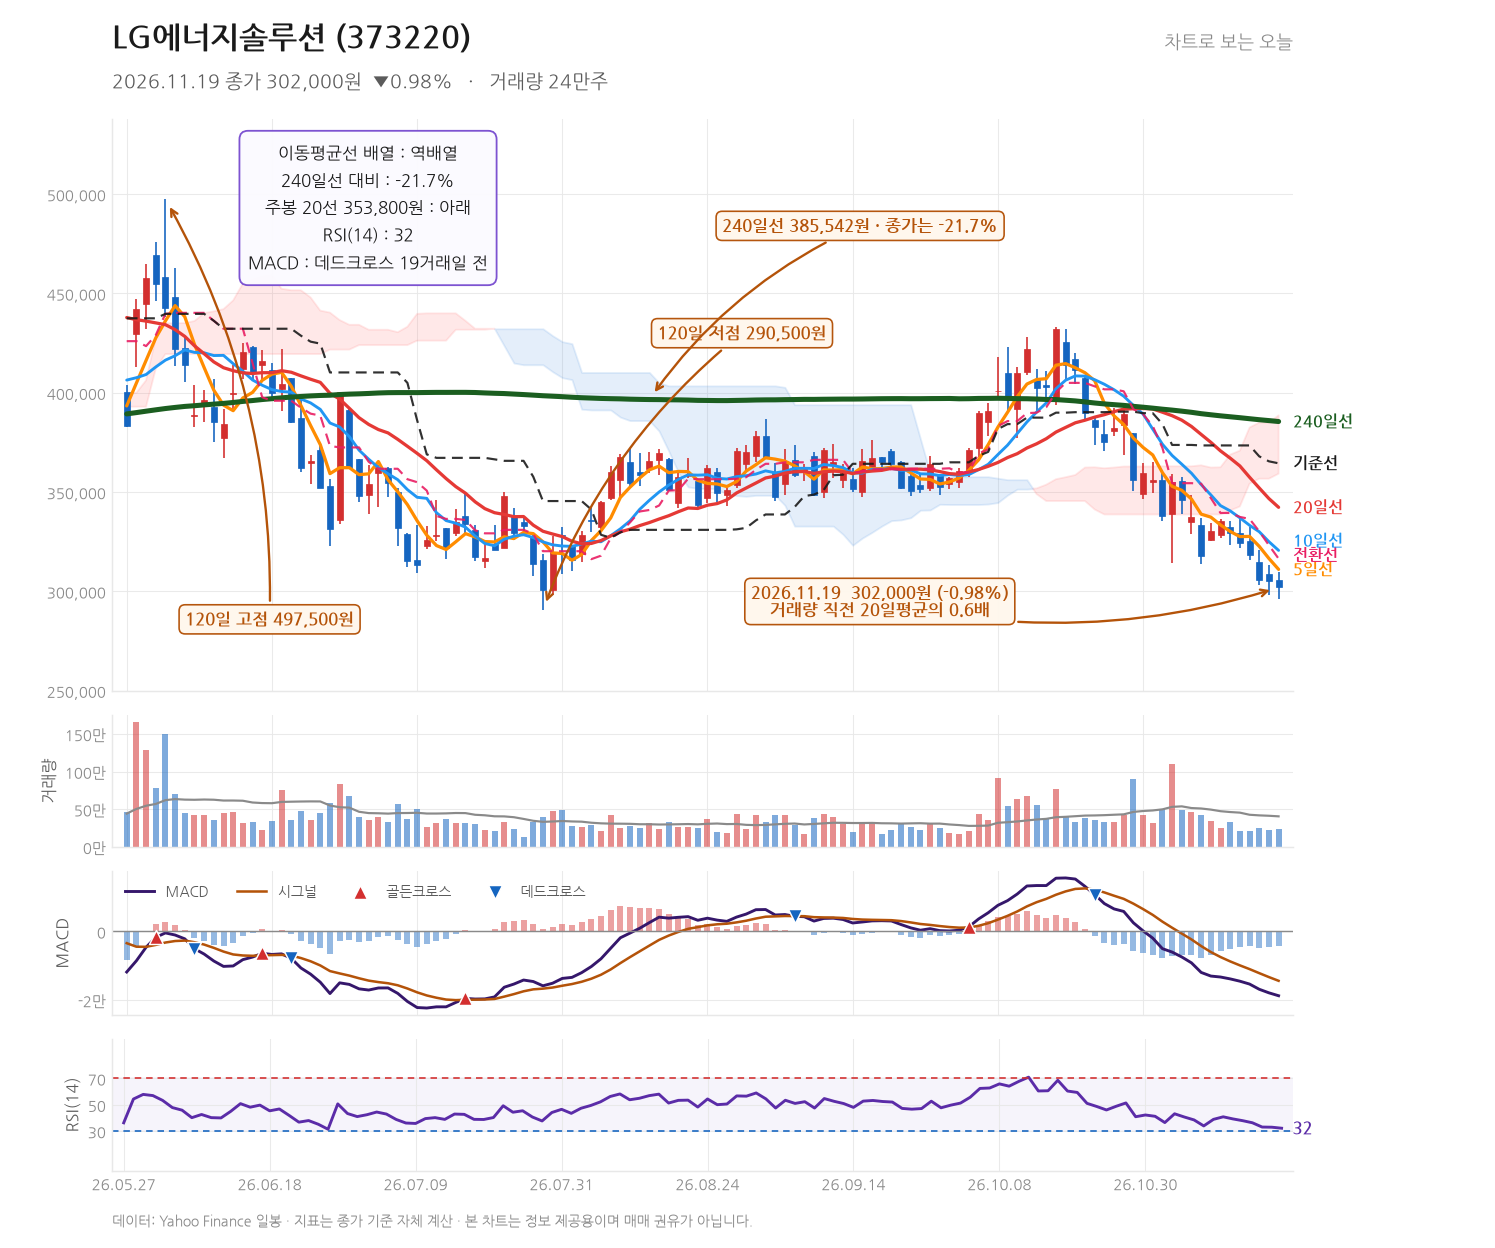 LG에너지솔루션 (373220)
차트로 보는 오늘
2026.11.19 종가 302,000원 ▼0.98% · 거래량 24만주
이동평균선 배열 : 역배열
240일선 대비 : -21.7%
주봉 20선 353,800원 : 아래
RSI(14) : 32
MACD : 데드크로스 19거래일 전
240일선 385,542원 · 종가는 -21.7%
120일 저점 290,500원
120일 고점 497,500원
2026.11.19 302,000원 (-0.98%)
거래량 직전 20일평균의 0.6배
500,000
450,000
400,000
350,000
300,000
250,000
240일선
기준선
20일선
10일선
전환선
5일선
거래량
150만
100만
50만
0만
MACD
MACD
시그널
골든크로스
데드크로스
0
-2만
RSI(14)
70
50
30
32
26.05.27
26.06.18
26.07.09
26.07.31
26.08.24
26.09.14
26.10.08
26.10.30
데이터: Yahoo Finance 일봉 · 지표는 종가 기준 자체 계산 · 본 차트는 정보 제공용이며 매매 권유가 아닙니다.